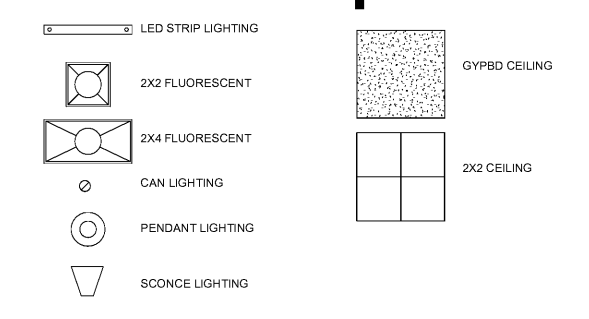 LED STRIP LIGHTING
2X2 FLUORESCENT
2X4 FLUORESCENT
CAN LIGHTING
PENDANT LIGHTING
SCONCE LIGHTING
GYPBD CEILING
2X2 CEILING